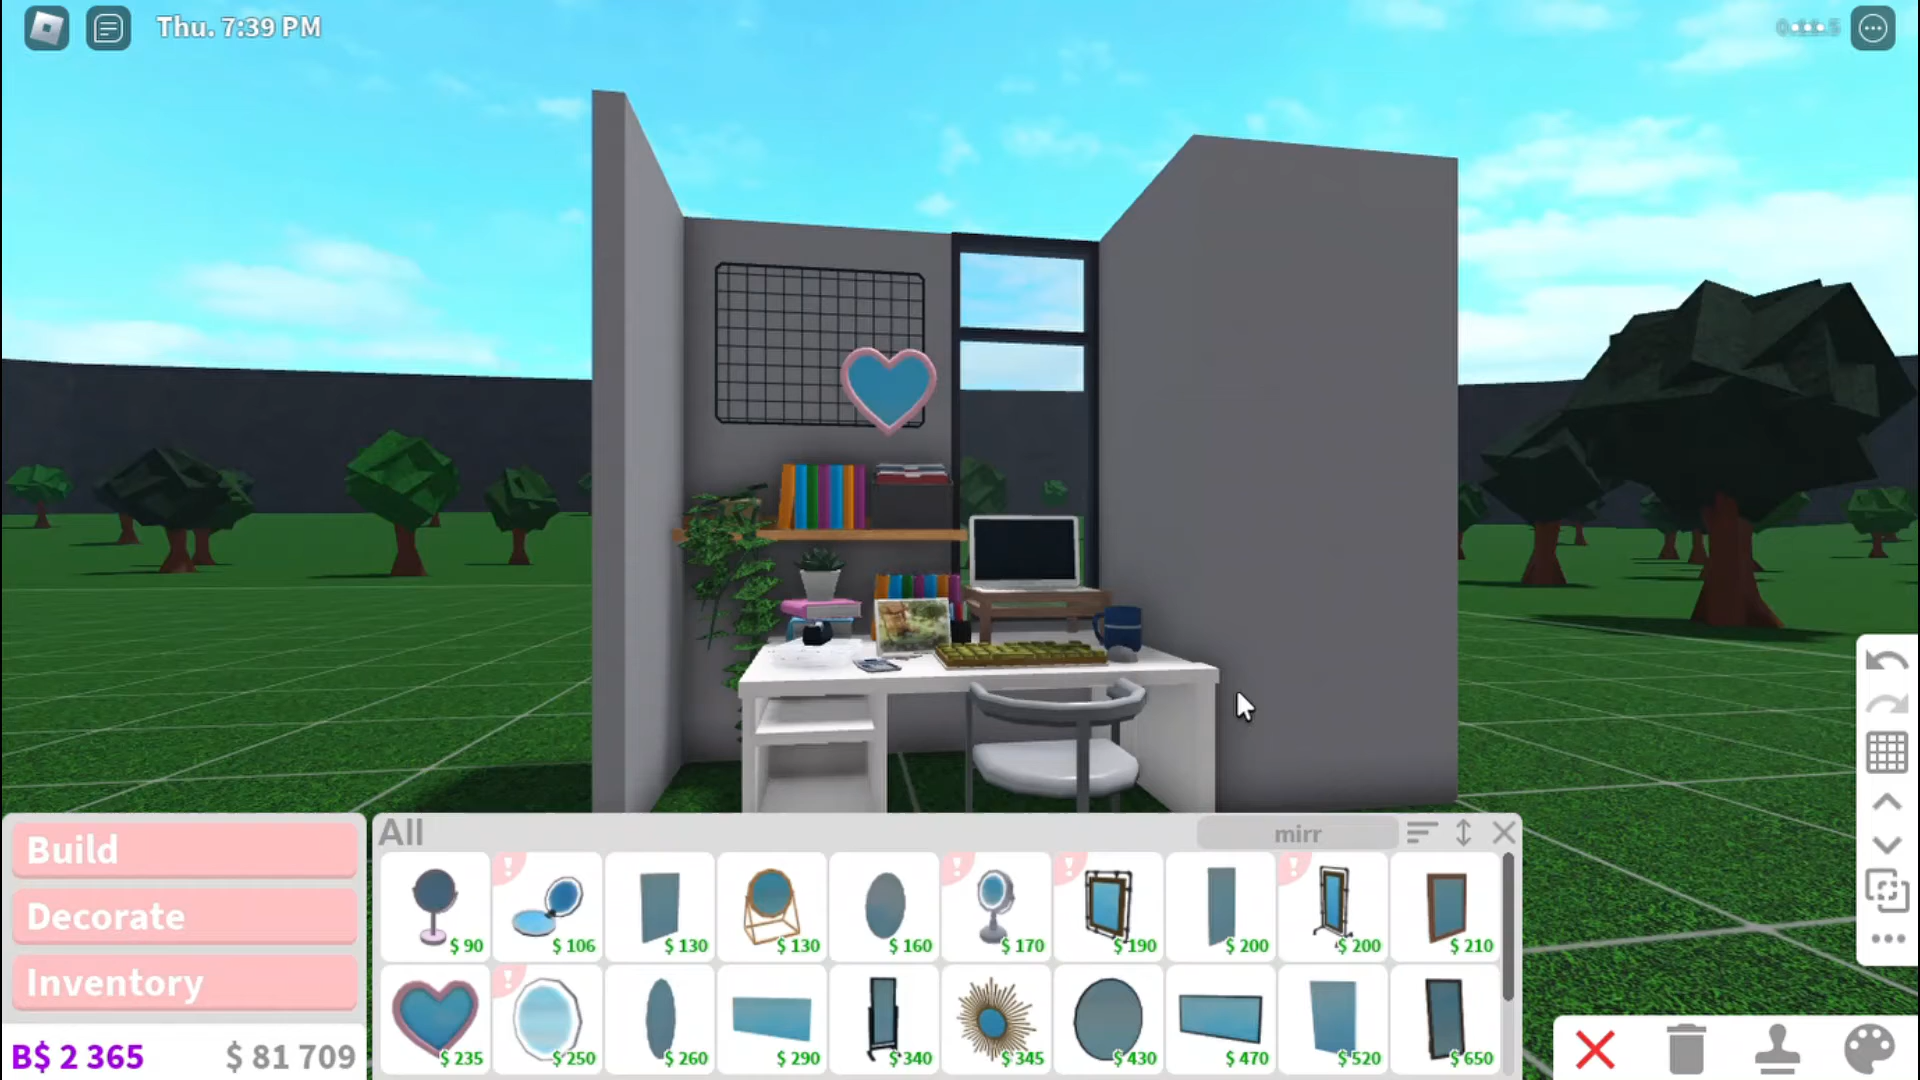 Thu. 7:39 PM
Build
Decorate
Inventory
B$ 2 365
$ 81 709
All
mirr
$ 90
$ 106
$ 130
$ 130
$ 160
$ 170
$ 190
$ 200
$ 200
$ 210
$ 235
$ 250
$ 260
$ 290
$ 340
$ 345
$ 430
$ 470
$ 520
$ 650